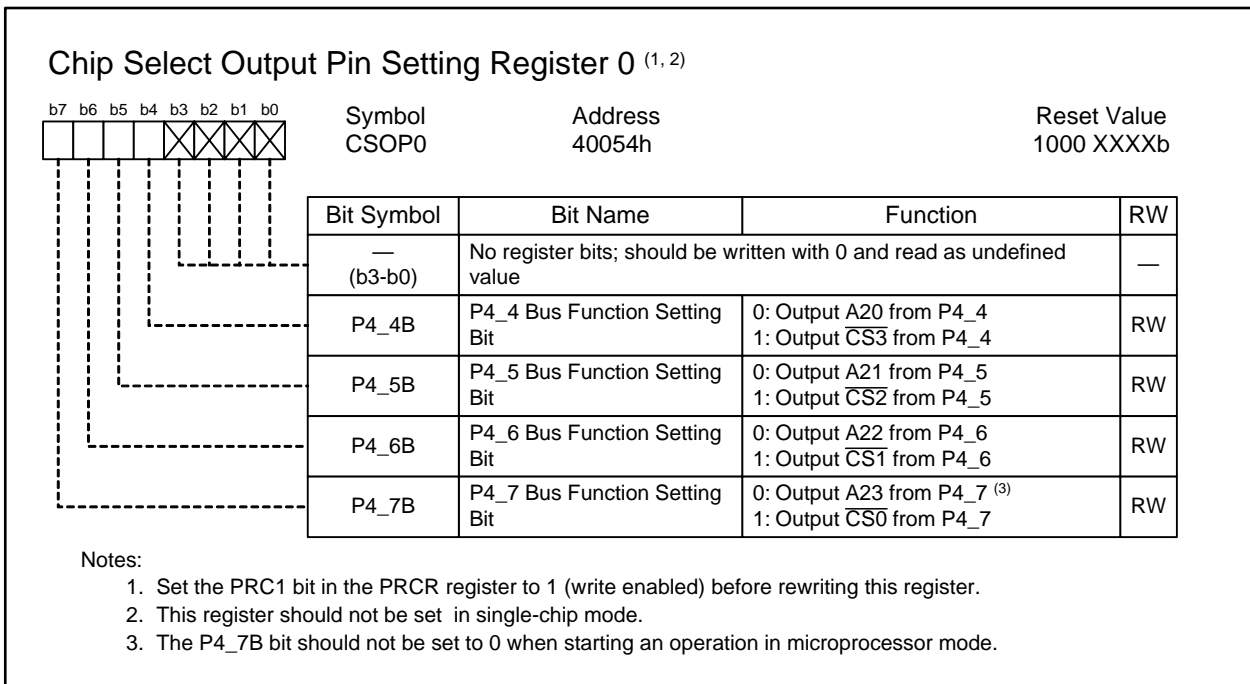 Chip Select Output Pin Setting Register 0 (1, 2)
b7 b6 b5 b4 b3 b2 b1 b0
Symbol Address Reset Value
CSOP0 40054h 1000 XXXXb
Bit Symbol Bit Name Function RW
—
(b3-b0)
No register bits; should be written with 0 and read as undefined
value
—
P4_4B
P4_4 Bus Function Setting
Bit
0: Output A20 from P4_4
1: Output C̅S̅3̅ from P4_4
RW
P4_5B
P4_5 Bus Function Setting
Bit
0: Output A21 from P4_5
1: Output C̅S̅2̅ from P4_5
RW
P4_6B
P4_6 Bus Function Setting
Bit
0: Output A22 from P4_6
1: Output C̅S̅1̅ from P4_6
RW
P4_7B
P4_7 Bus Function Setting
Bit
0: Output A23 from P4_7 (3)
1: Output C̅S̅0̅ from P4_7
RW
Notes:
1. Set the PRC1 bit in the PRCR register to 1 (write enabled) before rewriting this register.
2. This register should not be set in single-chip mode.
3. The P4_7B bit should not be set to 0 when starting an operation in microprocessor mode.